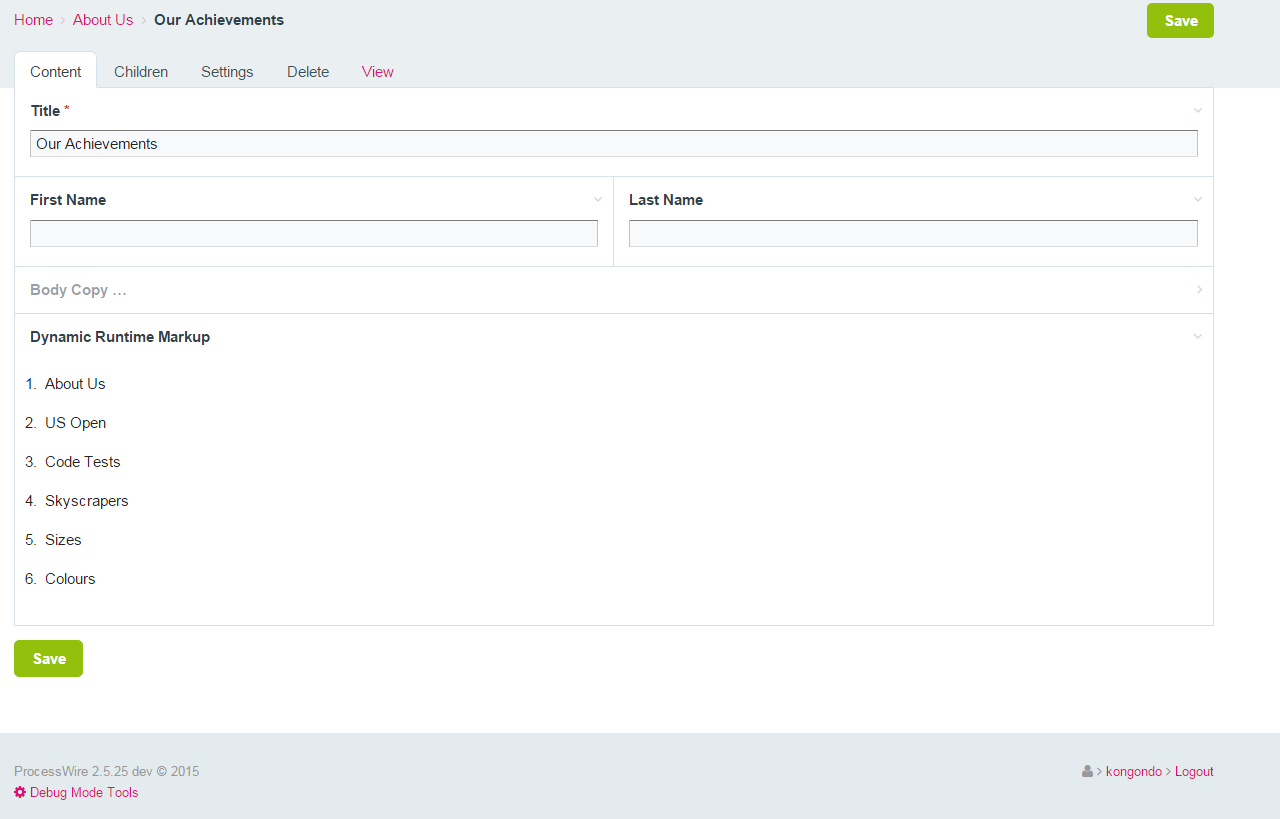 Home > About Us > Our Achievements
Save
Content Children Settings Delete View
Title *
Our Achievements
First Name Last Name
Body Copy ...
Dynamic Runtime Markup
1. About Us
2. US Open
3. Code Tests
4. Skyscrapers
5. Sizes
6. Colours
Save
ProcessWire 2.5.25 dev © 2015
> kongondo > Logout
Debug Mode Tools